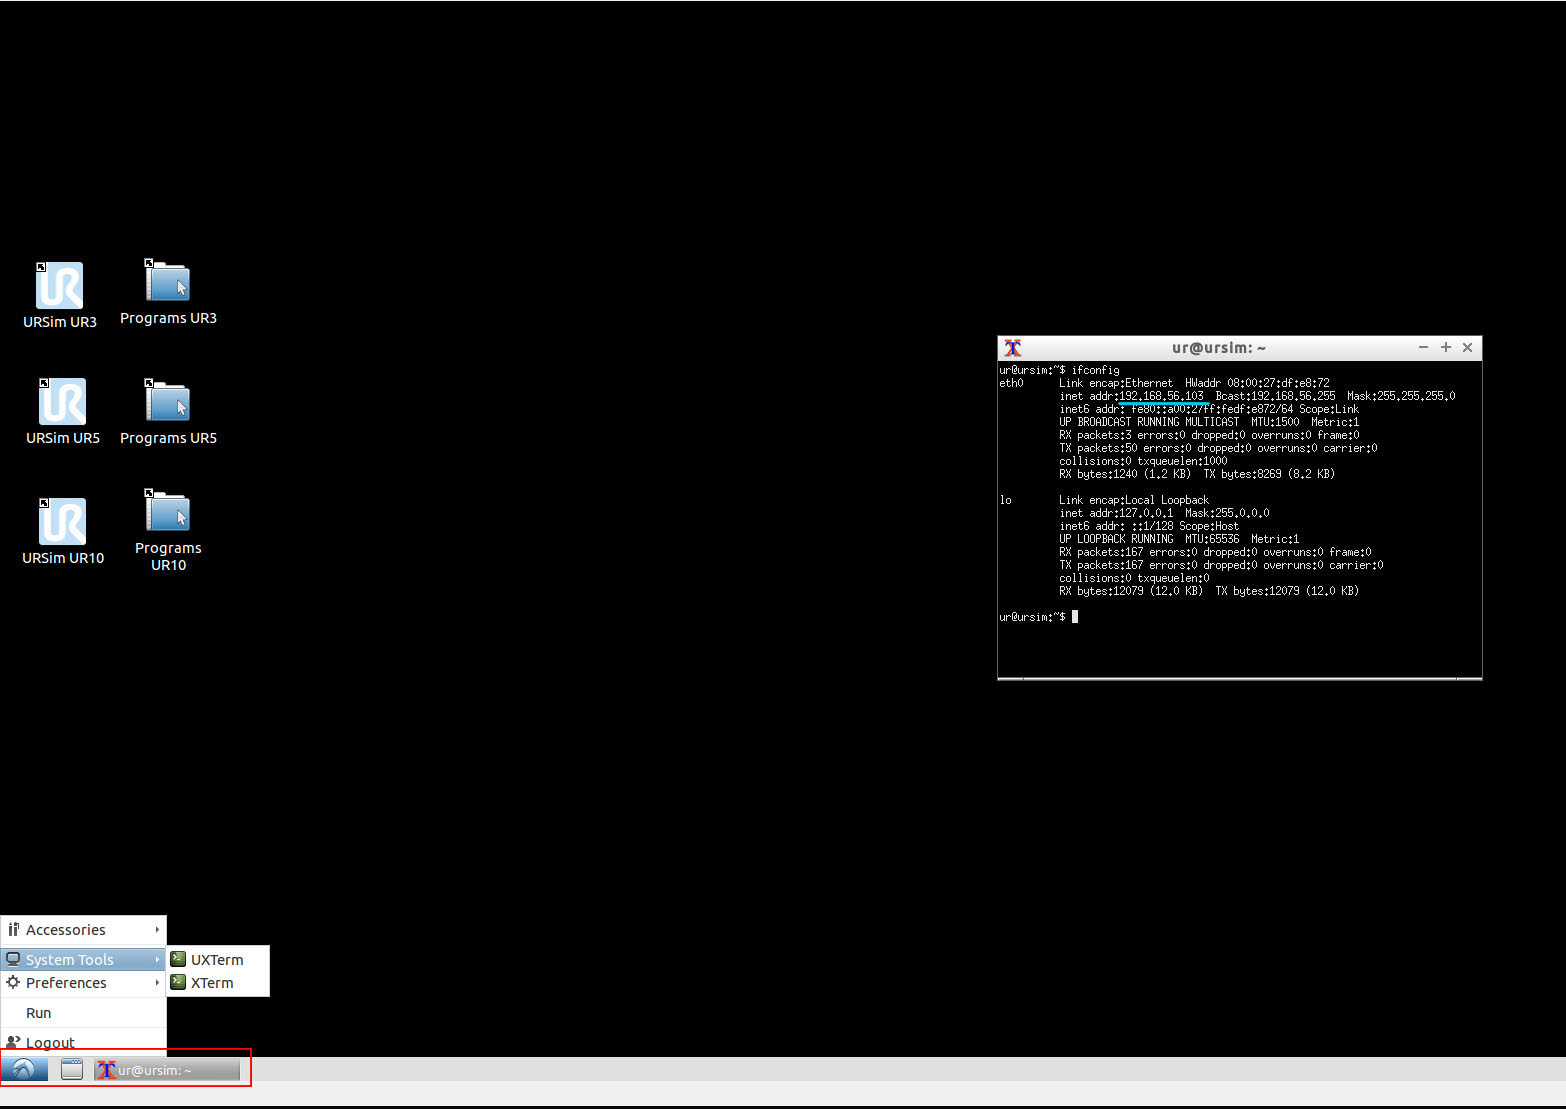 URSim UR3
Programs UR3
URSim UR5
Programs UR5
URSim UR10
Programs
UR10
ur@ursim: ~
ur@ursim:~$ ifconfig
eth0 Link encap:Ethernet HWaddr 08:00:27:df:e8:72
inet addr:192.168.56.103 Bcast:192.168.56.255 Mask:255.255.255.0
inet6 addr: fe80::a00:27ff:fedf:e872/64 Scope:Link
UP BROADCAST RUNNING MULTICAST MTU:1500 Metric:1
RX packets:3 errors:0 dropped:0 overruns:0 frame:0
TX packets:50 errors:0 dropped:0 overruns:0 carrier:0
collisions:0 txqueuelen:1000
RX bytes:1240 (1.2 KB) TX bytes:8269 (8.2 KB)
lo Link encap:Local Loopback
inet addr:127.0.0.1 Mask:255.0.0.0
inet6 addr: ::1/128 Scope:Host
UP LOOPBACK RUNNING MTU:65536 Metric:1
RX packets:167 errors:0 dropped:0 overruns:0 frame:0
TX packets:167 errors:0 dropped:0 overruns:0 carrier:0
collisions:0 txqueuelen:0
RX bytes:12079 (12.0 KB) TX bytes:12079 (12.0 KB)
ur@ursim:~$
Accessories
System Tools
Preferences
Run
Logout
UXTerm
XTerm
ur@ursim: ~